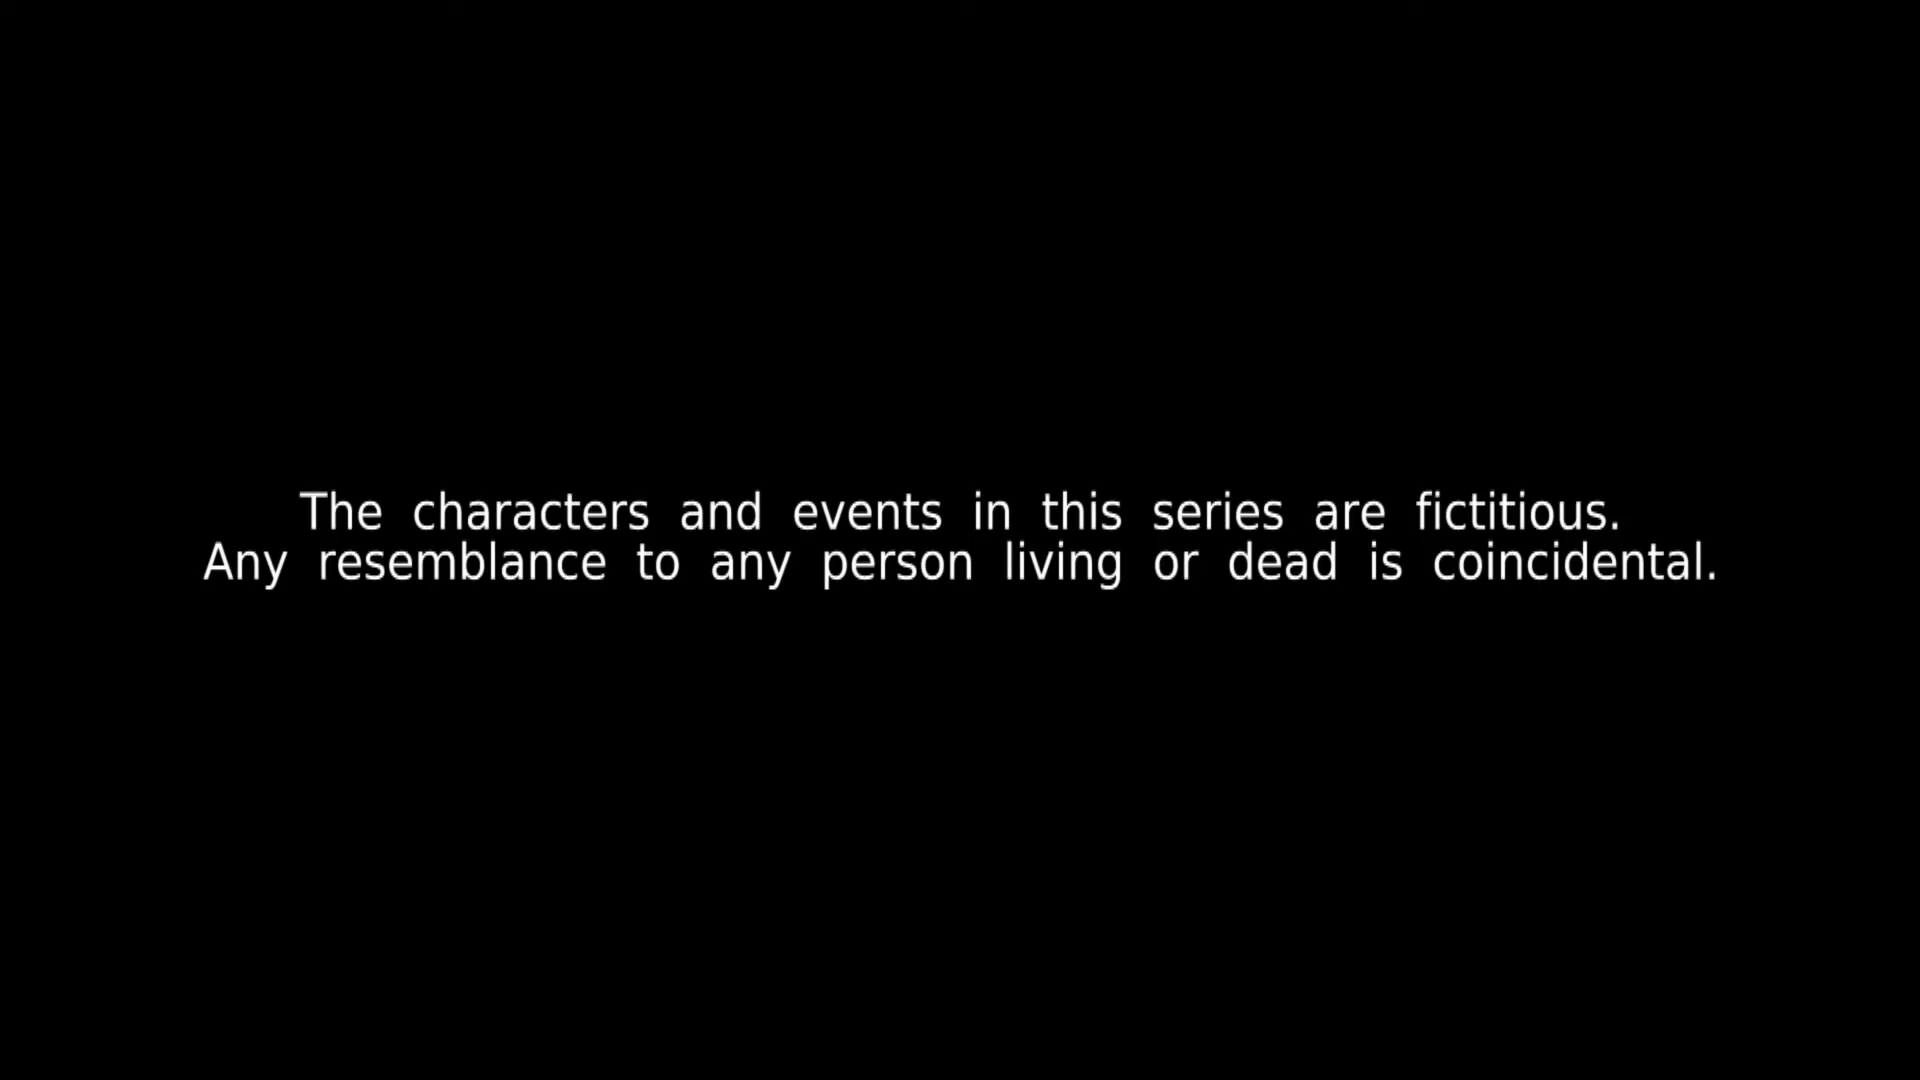 The characters and events in this series are fictitious.
Any resemblance to any person living or dead is coincidental.